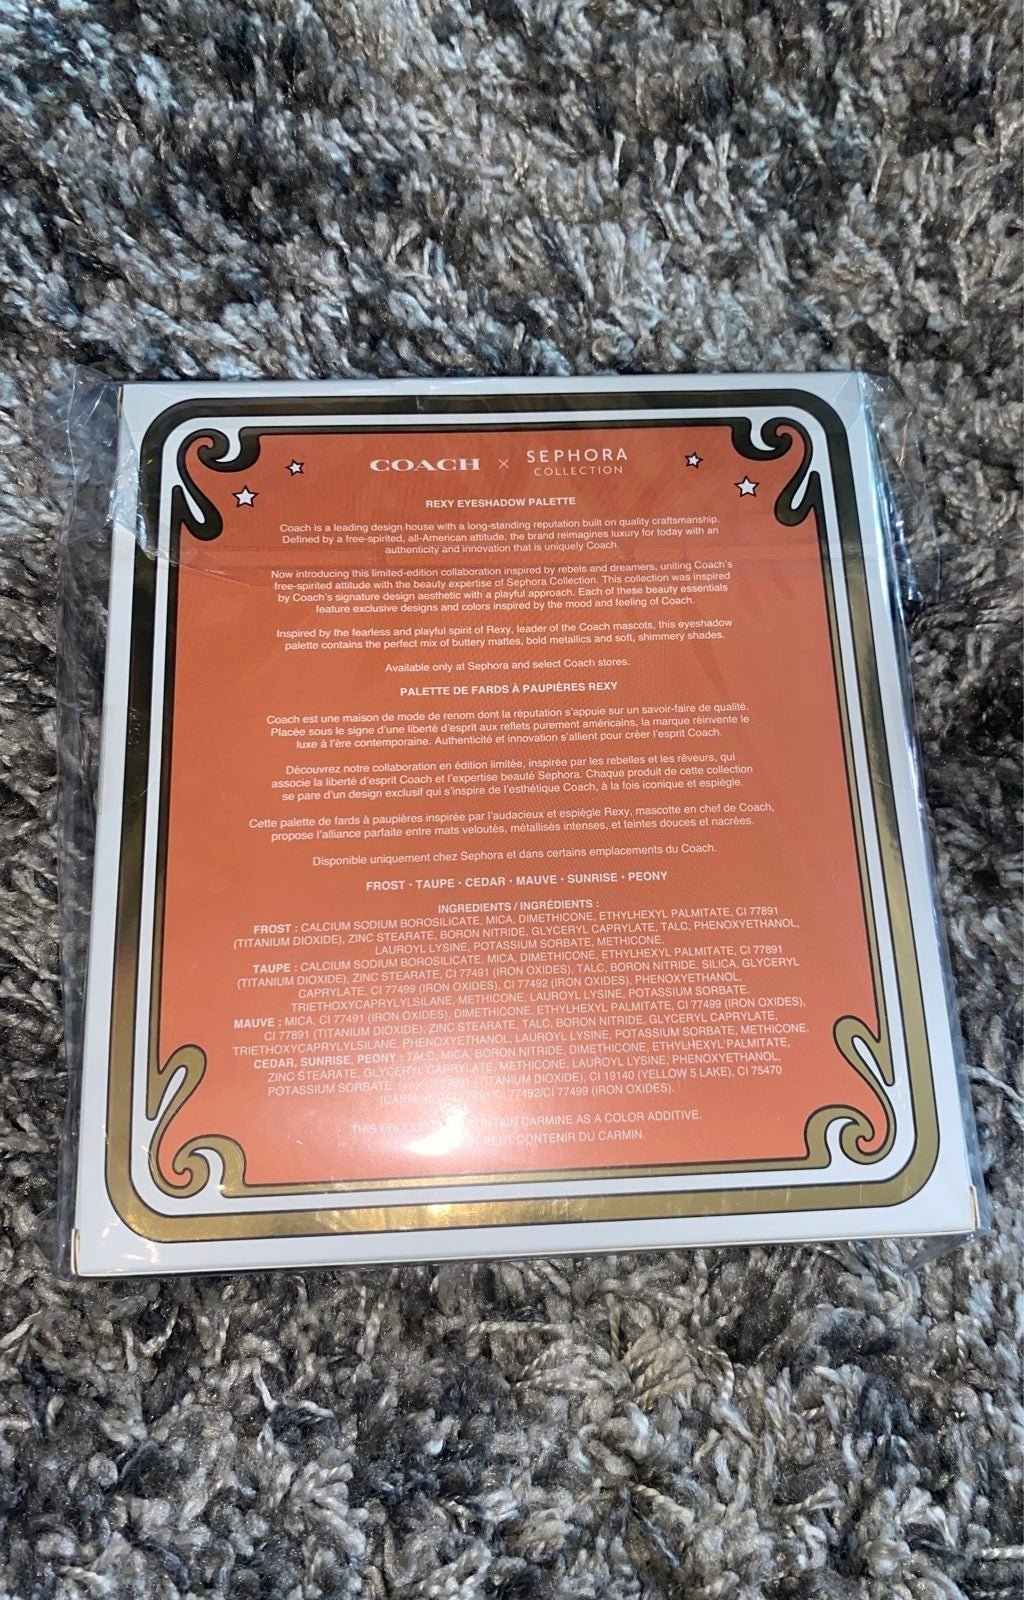 COACH × SEPHORA
COLLECTION
REXY EYESHADOW PALETTE
Coach is a leading design house with a long-standing reputation built on quality craftsmanship.
Defined by a free-spirited, all-American attitude, the brand reimagines luxury for today with an
authenticity and innovation that is uniquely Coach.
Now introducing this limited-edition collaboration inspired by rebels and dreamers, uniting Coach's
free-spirited attitude with the beauty expertise of Sephora Collection. This collection was inspired
by Coach's signature design aesthetic with a playful approach. Each of these beauty essentials
feature exclusive designs and colors inspired by the mood and feeling of Coach.
Inspired by the fearless and playful spirit of Rexy, leader of the Coach mascots, this eyeshadow
palette contains the perfect mix of buttery mattes, bold metallics and soft, shimmery shades.
Available only at Sephora and select Coach stores.
PALETTE DE FARDS À PAUPIÈRES REXY
Coach est une maison de mode de renom dont la réputation s'appuie sur un savoir-faire de qualité.
Placée sous le signe d'une liberté d'esprit aux reflets purement américains, la marque réinvente le
luxe à l'ère contemporaine. Authenticité et innovation s'allient pour créer l'esprit Coach.
Découvrez notre collaboration en édition limitée, inspirée par les rebelles et les rêveurs, qui
associe la liberté d'esprit Coach et l'expertise beauté Sephora. Chaque produit de cette collection
se pare d'un design exclusif qui s'inspire de l'esthétique Coach, à la fois iconique et espiègle.
Cette palette de fards à paupières inspirée par l'audacieux et espiègle Rexy, mascotte en chef de Coach,
propose l'alliance parfaite entre mats veloutés, métallisés intenses, et teintes douces et nacrées.
Disponible uniquement chez Sephora et dans certains emplacements du Coach.
FROST • TAUPE • CEDAR • MAUVE • SUNRISE • PEONY
INGREDIENTS / INGRÉDIENTS :
FROST : CALCIUM SODIUM BOROSILICATE, MICA, DIMETHICONE, ETHYLHEXYL PALMITATE, CI 77891
(TITANIUM DIOXIDE), ZINC STEARATE, BORON NITRIDE, GLYCERYL CAPRYLATE, TALC, PHENOXYETHANOL,
LAUROYL LYSINE, POTASSIUM SORBATE, METHICONE.
TAUPE : CALCIUM SODIUM BOROSILICATE, MICA, DIMETHICONE, ETHYLHEXYL PALMITATE, CI 77891
(TITANIUM DIOXIDE), ZINC STEARATE, CI 77491 (IRON OXIDES), TALC, BORON NITRIDE, SILICA, GLYCERYL
CAPRYLATE, CI 77499 (IRON OXIDES), CI 77492 (IRON OXIDES), PHENOXYETHANOL,
TRIETHOXYCAPRYLYLSILANE, METHICONE, LAUROYL LYSINE, POTASSIUM SORBATE.
MAUVE : MICA, CI 77491 (IRON OXIDES), DIMETHICONE, ETHYLHEXYL PALMITATE, CI 77499 (IRON OXIDES),
CI 77891 (TITANIUM DIOXIDE), ZINC STEARATE, TALC, BORON NITRIDE, GLYCERYL CAPRYLATE,
TRIETHOXYCAPRYLYLSILANE, PHENOXYETHANOL, LAUROYL LYSINE, POTASSIUM SORBATE, METHICONE.
CEDAR, SUNRISE, PEONY : TALC, MICA, BORON NITRIDE, DIMETHICONE, ETHYLHEXYL PALMITATE,
ZINC STEARATE, GLYCERYL CAPRYLATE, METHICONE, LAUROYL LYSINE, PHENOXYETHANOL,
POTASSIUM SORBATE, [+/- CI 77891 (TITANIUM DIOXIDE), CI 19140 (YELLOW 5 LAKE), CI 75470
(CARMINE), CI 77491/CI 77492/CI 77499 (IRON OXIDES).
THIS PRODUCT CONTAIN CARMINE AS A COLOR ADDITIVE.
PEUT CONTENIR DU CARMIN.